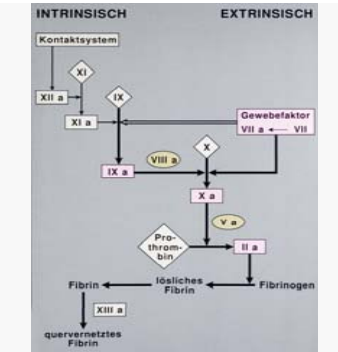 INTRINSISCH
EXTRINSISCH
Kontaktsystem
XI
XII a
IX
XI a
Gewebefaktor
VII a ← VII
X
VIII a
IX a
X a
V a
Pro-
throm-
bin
II a
Fibrin
lösliches
Fibrin
Fibrinogen
XIII a
quervernetztes
Fibrin